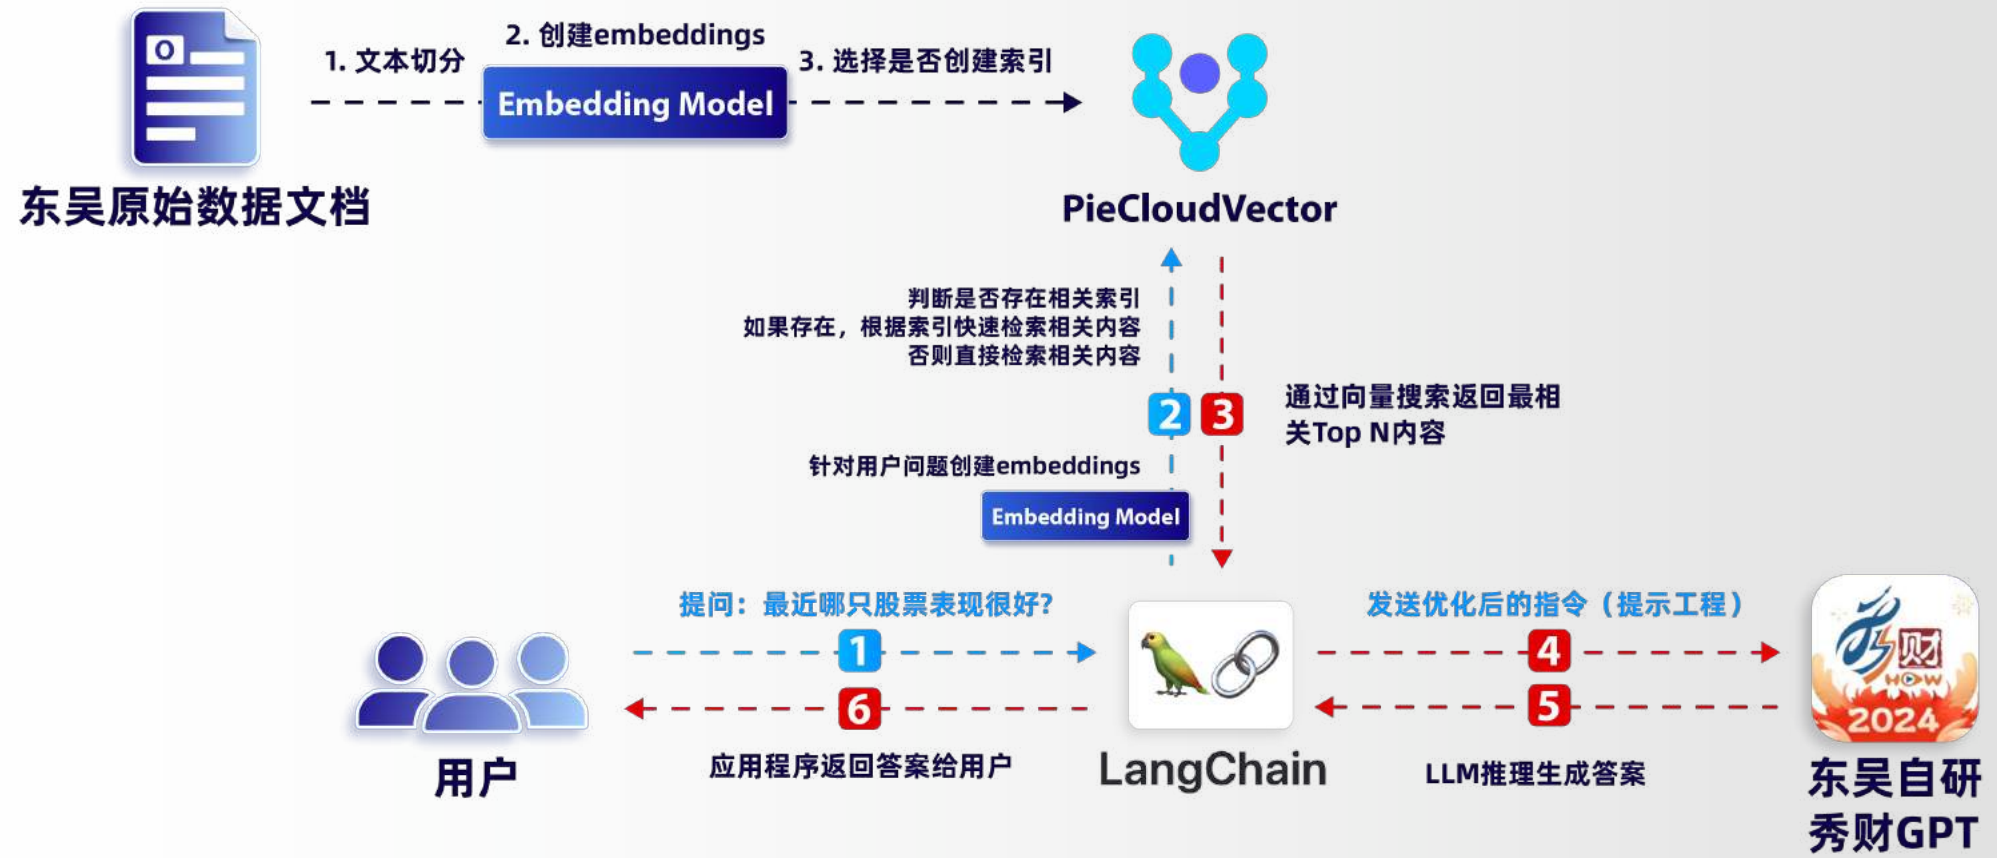 O
1. 文本切分
2. 创建embeddings
Embedding Model
3. 选择是否创建索引
东吴原始数据文档
PieCloudVector
判断是否存在相关索引
如果存在，根据索引快速检索相关内容
否则直接检索相关内容
2
3
通过向量搜索返回最相
关Top N内容
针对用户问题创建embeddings
Embedding Model
提问：最近哪只股票表现很好?
1
6
应用程序返回答案给用户
用户
LangChain
发送优化后的指令（提示工程）
4
5
LLM推理生成答案
秀财
HOW
2024
东吴自研
秀财GPT